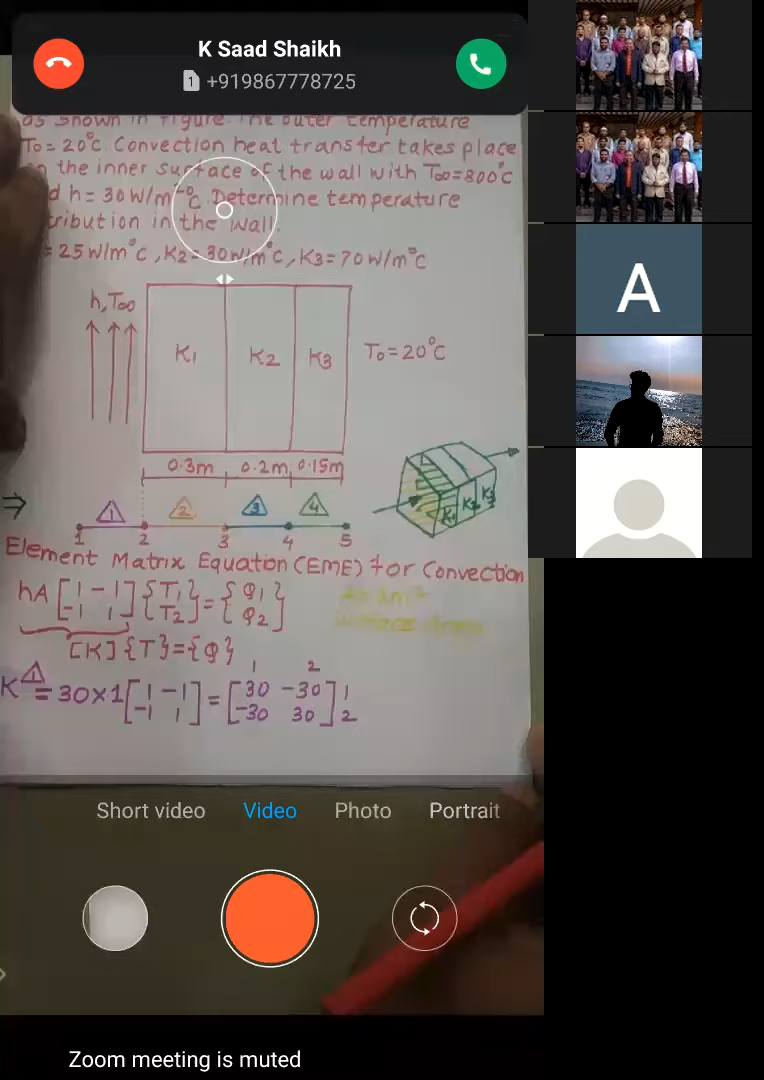 K Saad Shaikh
1 +919867778725
as shown in figure. The outer temperature
To = 20°C. Convection heat transfer takes place
the inner surface of the wall with T∞=800°C
h = 30 W/m²°C. Determine temperature
in the wall.
= 25 W/m°C, K2 = 30 W/m°C, K3 = 70 W/m°C
h, T∞
K1
K2
K3
To = 20°C
0.3m
0.2m
0.15m
⇒
1
2
3
4
1
2
3
4
5
K1
K2
K3
Element Matrix Equation (EME) for Convection
hA [1 -1] {T1} = {Q1}
[-1 1] {T2} {Q2}
[K] {T} = {Q}
1 2
K 1 = 30×1 [1 -1] = [30 -30] 1
[-1 1] [-30 30] 2
A
Short video
Video
Photo
Portrait
Zoom meeting is muted